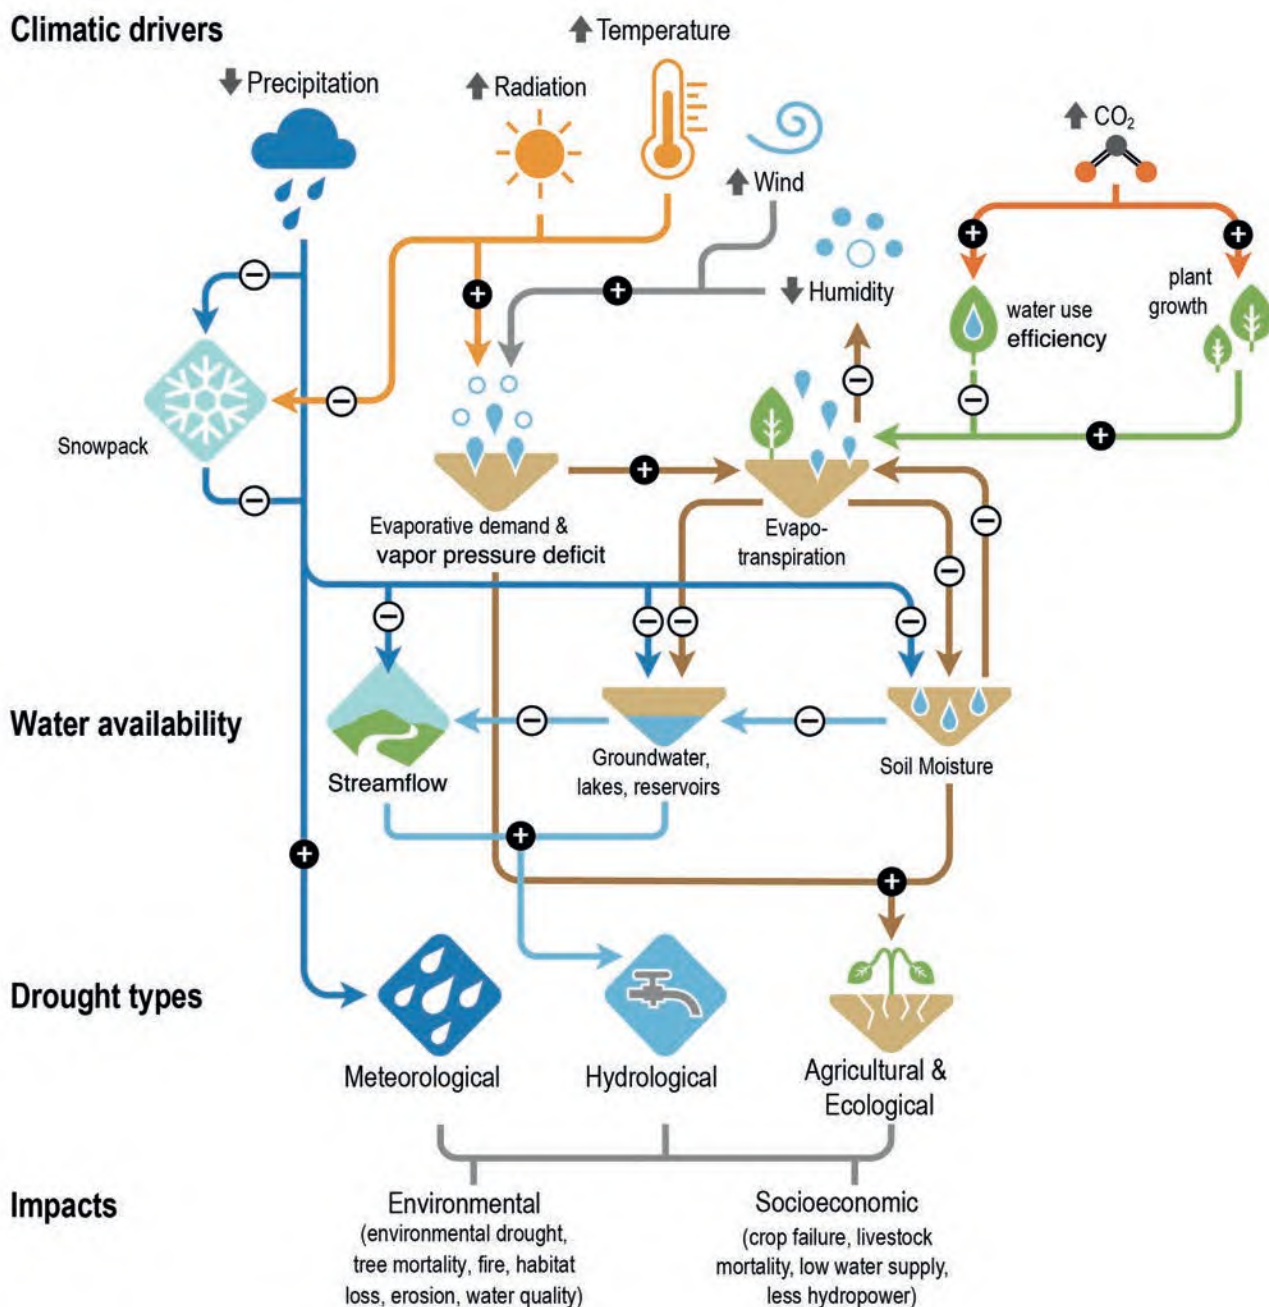 Climatic drivers
Temperature
Precipitation
Radiation
CO₂
Wind
Humidity
plant
growth
water use
efficiency
Snowpack
Evaporative demand &
vapor pressure deficit
Evapo-
transpiration
Water availability
Streamflow
Groundwater,
lakes, reservoirs
Soil Moisture
Drought types
Meteorological
Hydrological
Agricultural &
Ecological
Impacts
Environmental
(environmental drought,
tree mortality, fire, habitat
loss, erosion, water quality)
Socioeconomic
(crop failure, livestock
mortality, low water supply,
less hydropower)